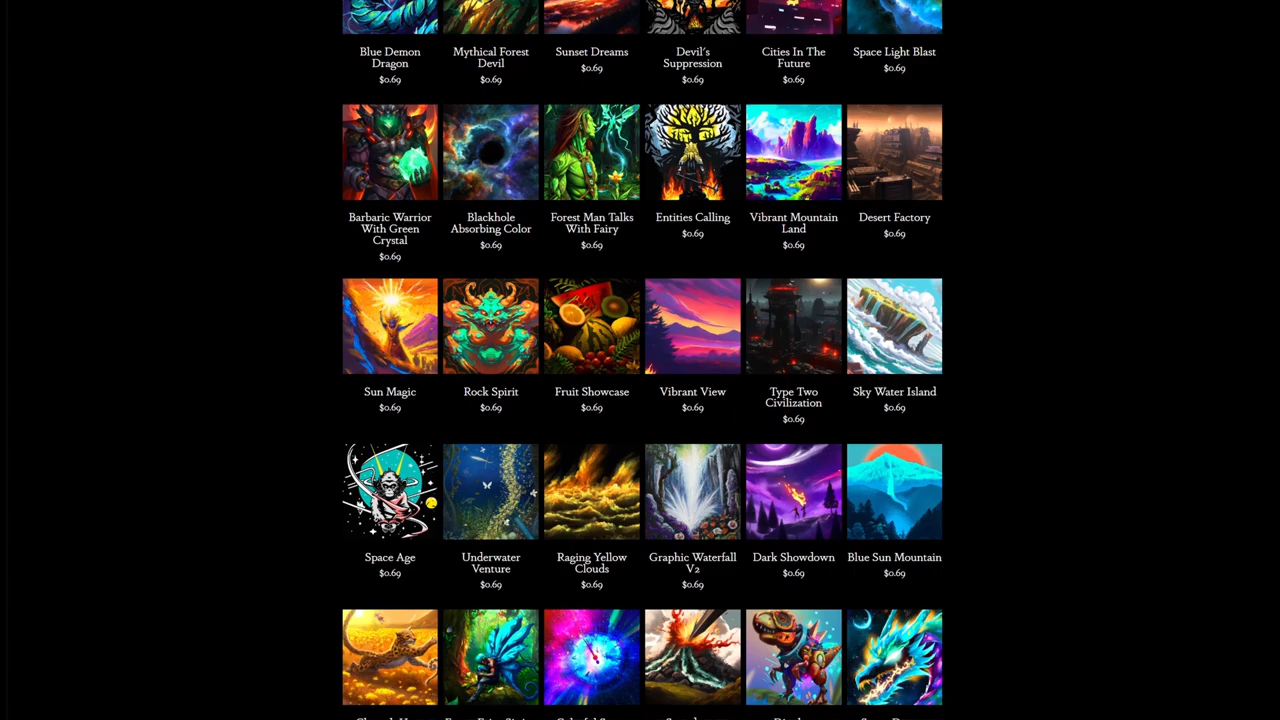 Blue Demon
Dragon
$0.69
Mythical Forest
Devil
$0.69
Sunset Dreams
$0.69
Devil's
Suppression
$0.69
Cities In The
Future
$0.69
Space Light Blast
$0.69
Barbaric Warrior
With Green
Crystal
$0.69
Blackhole
Absorbing Color
$0.69
Forest Man Talks
With Fairy
$0.69
Entities Calling
$0.69
Vibrant Mountain
Land
$0.69
Desert Factory
$0.69
Sun Magic
$0.69
Rock Spirit
$0.69
Fruit Showcase
$0.69
Vibrant View
$0.69
Type Two
Civilization
$0.69
Sky Water Island
$0.69
Space Age
$0.69
Underwater
Venture
$0.69
Raging Yellow
Clouds
$0.69
Graphic Waterfall
V2
$0.69
Dark Showdown
$0.69
Blue Sun Mountain
$0.69